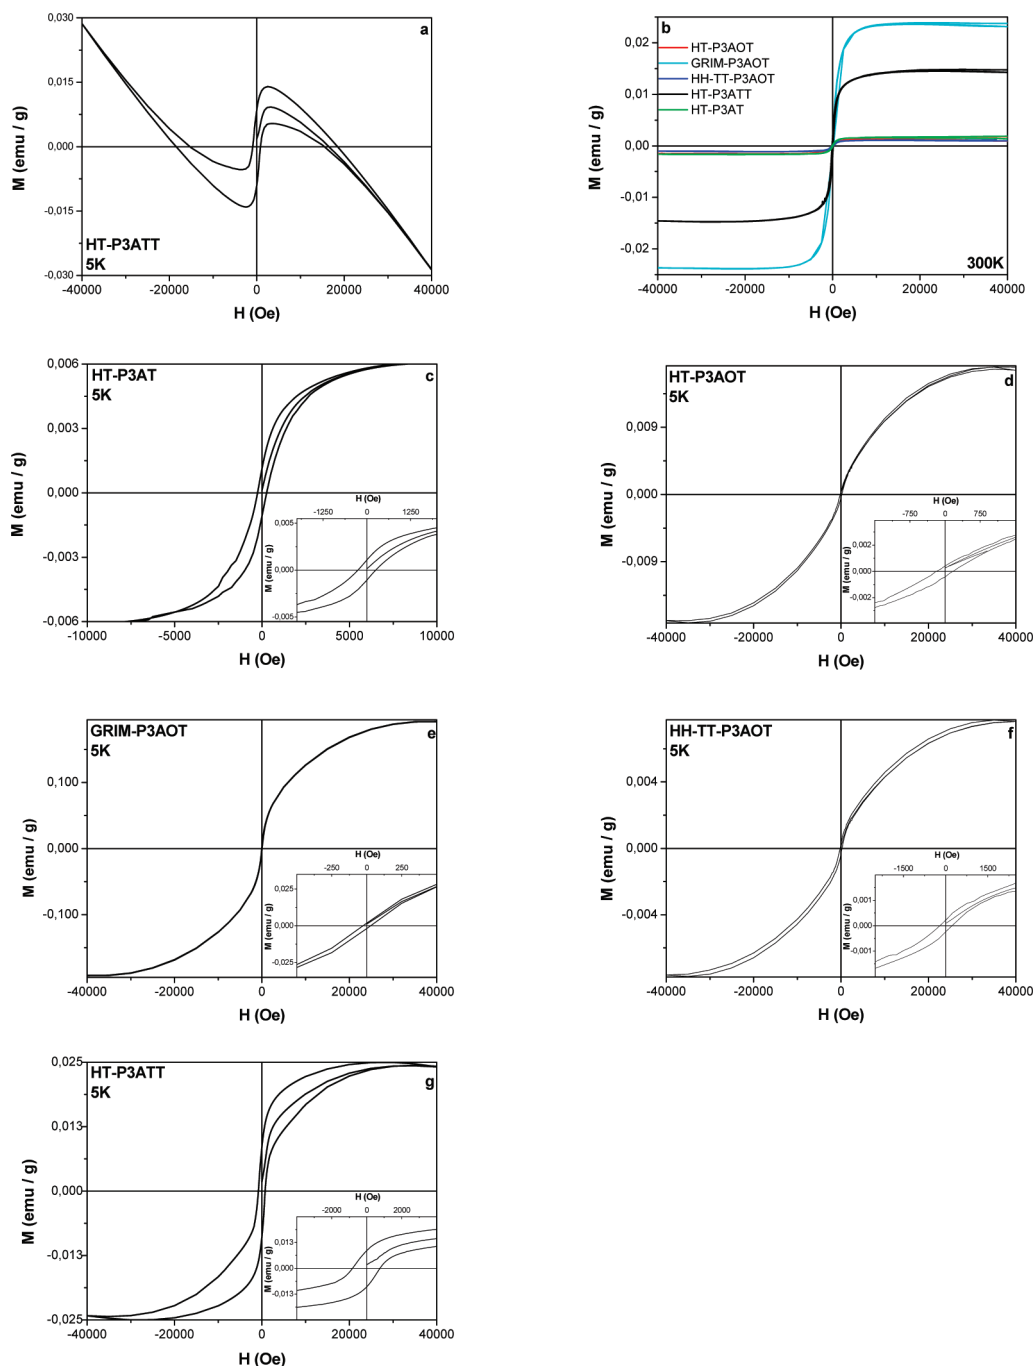 a
0,030
0,015
0,000
-0,015
-0,030
M (emu / g)
HT-P3ATT
5K
-40000 -20000 0 20000 40000
H (Oe)
b
HT-P3AOT
GRIM-P3AOT
HH-TT-P3AOT
HT-P3ATT
HT-P3AT
0,02
0,01
0,00
-0,01
-0,02
M (emu / g)
300K
-40000 -20000 0 20000 40000
H (Oe)
HT-P3AT
5K
c
0,006
0,003
0,000
-0,003
-0,006
M (emu / g)
H (Oe)
-1250 0 1250
0,005
0,000
-0,005
M (emu / g)
-10000 -5000 0 5000 10000
H (Oe)
HT-P3AOT
5K
d
0,009
0,000
-0,009
M (emu / g)
H (Oe)
-750 0 750
0,002
0,000
-0,002
M (emu / g)
-40000 -20000 0 20000 40000
H (Oe)
GRIM-P3AOT
5K
e
0,100
0,000
-0,100
M (emu / g)
H (Oe)
-250 0 250
0,025
0,000
-0,025
M (emu / g)
-40000 -20000 0 20000 40000
H (Oe)
HH-TT-P3AOT
5K
f
0,004
0,000
-0,004
M (emu / g)
H (Oe)
-1500 0 1500
0,001
0,000
-0,001
M (emu / g)
-40000 -20000 0 20000 40000
H (Oe)
HT-P3ATT
5K
g
0,025
0,013
0,000
-0,013
-0,025
M (emu / g)
H (Oe)
-2000 0 2000
0,013
0,000
-0,013
M (emu / g)
-40000 -20000 0 20000 40000
H (Oe)